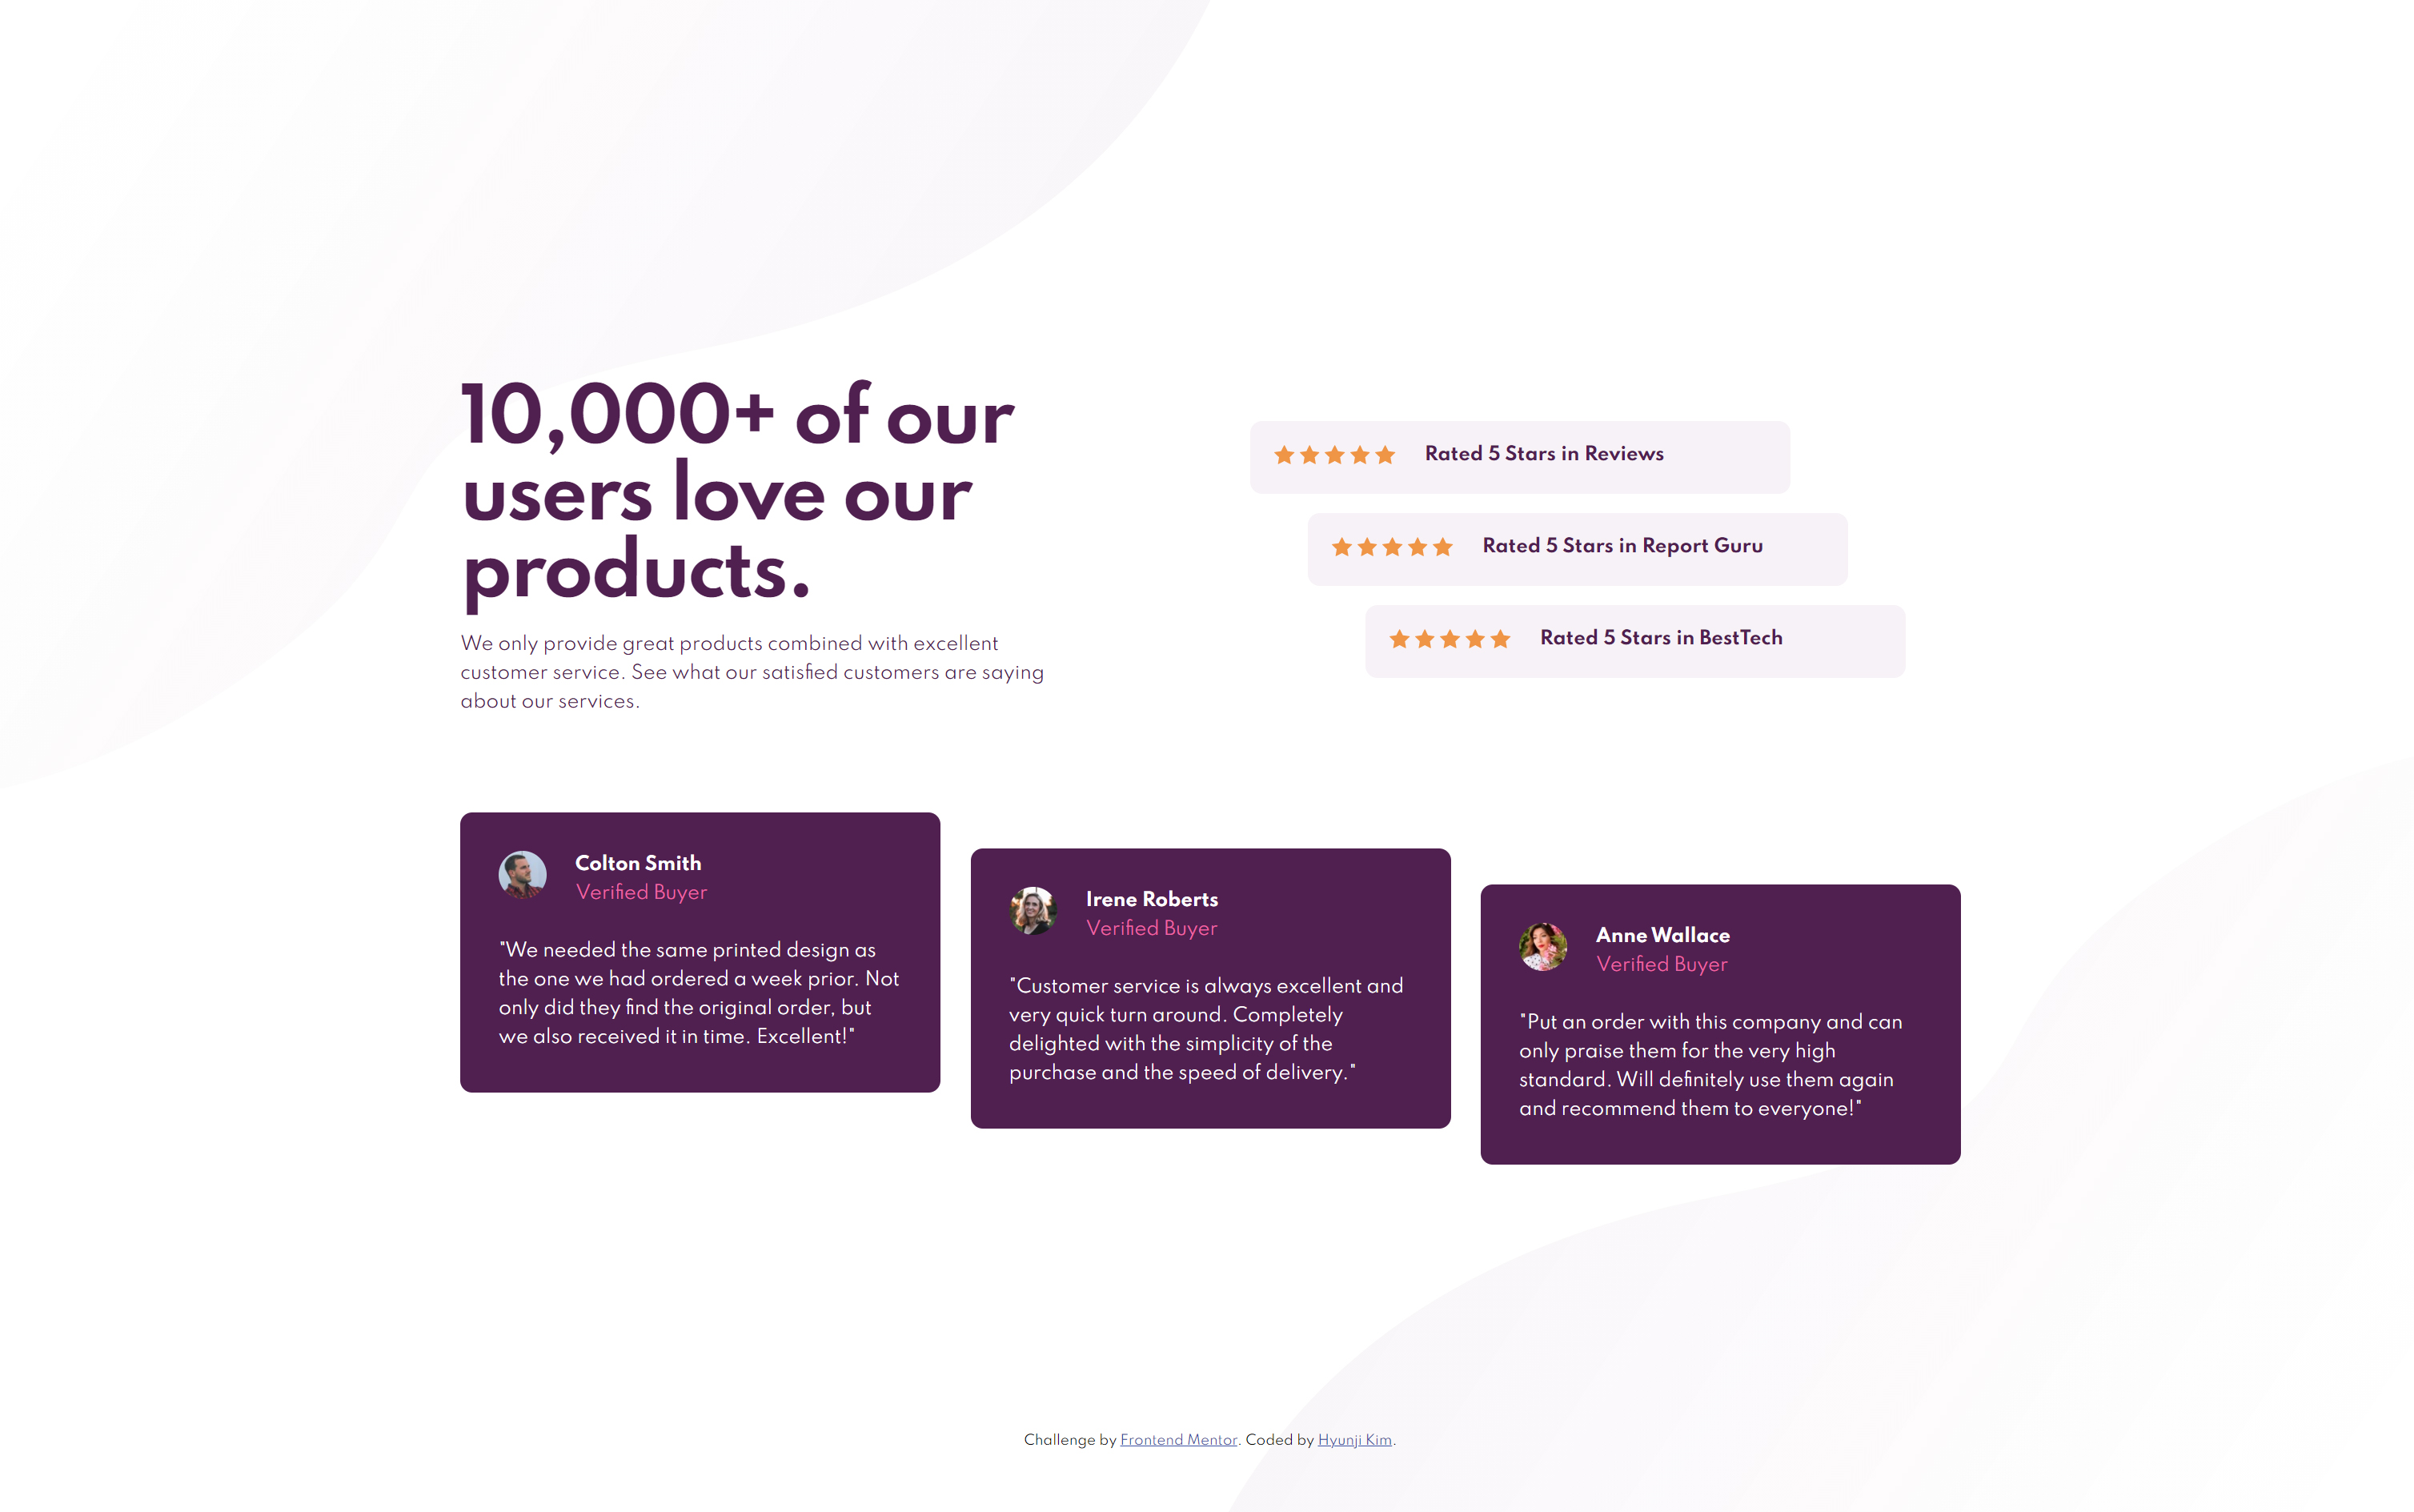 10,000+ of our
users love our
products.
We only provide great products combined with excellent
customer service. See what our satisfied customers are saying
about our services.
Rated 5 Stars in Reviews
Rated 5 Stars in Report Guru
Rated 5 Stars in BestTech
Colton Smith
Verified Buyer
"We needed the same printed design as
the one we had ordered a week prior. Not
only did they find the original order, but
we also received it in time. Excellent!"
Irene Roberts
Verified Buyer
"Customer service is always excellent and
very quick turn around. Completely
delighted with the simplicity of the
purchase and the speed of delivery."
Anne Wallace
Verified Buyer
"Put an order with this company and can
only praise them for the very high
standard. Will definitely use them again
and recommend them to everyone!"
Challenge by Frontend Mentor. Coded by Hyunji Kim.